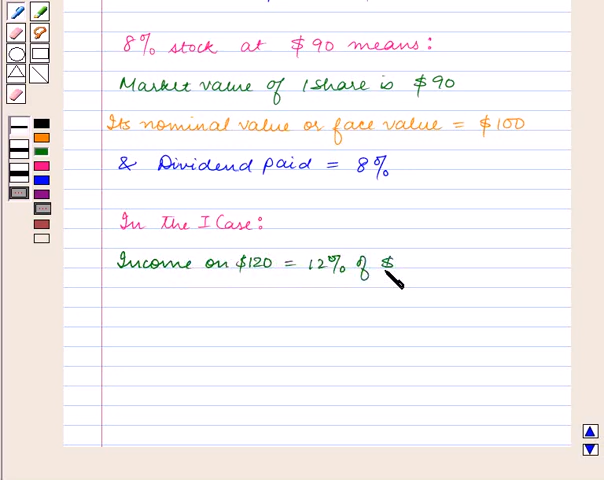 8% stock at $90 means:
Market value of 1 share is $90
Its nominal value or face value = $100
& Dividend paid = 8%
In the I Case:
Income on $120 = 12% of $